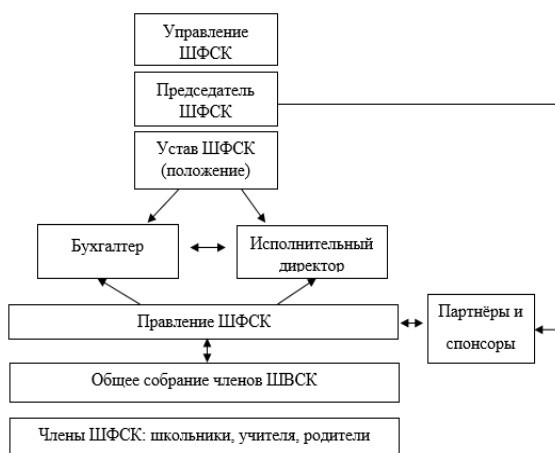 Управление
ШФСК
Председатель
ШФСК
Устав ШФСК
(положение)
Бухгалтер
Исполнительный
директор
Правление ШФСК
Партнёры и
спонсоры
Общее собрание членов ШВСК
Члены ШФСК: школьники, учителя, родители